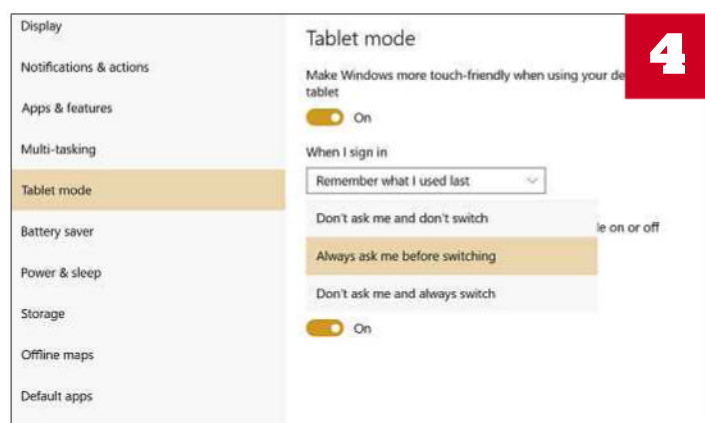 Display
Notifications & actions
Apps & features
Multi-tasking
Tablet mode
Battery saver
Power & sleep
Storage
Offline maps
Default apps
Tablet mode
4
Make Windows more touch-friendly when using your de
tablet
On
When I sign in
Remember what I used last
Don't ask me and don't switch
le on or off
Always ask me before switching
Don't ask me and always switch
On